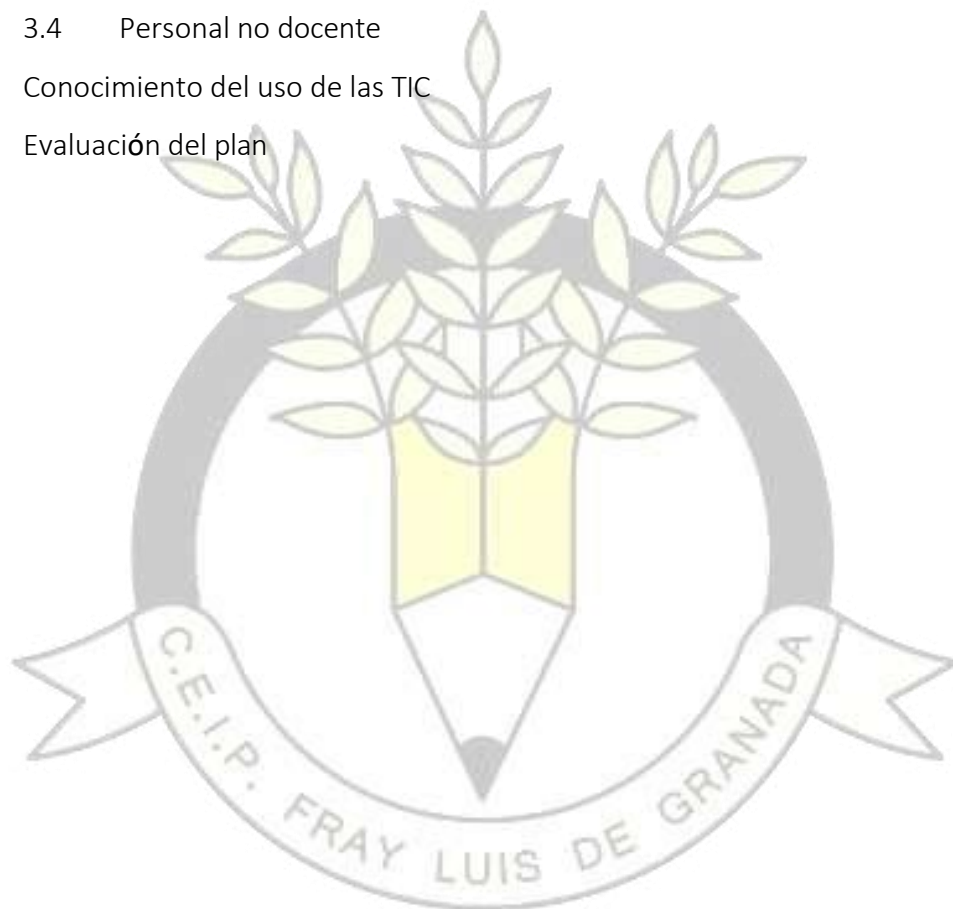 3.4 Personal no docente
Conocimiento del uso de las TIC
Evaluación del plan
C.E.I.P. FRAY LUIS DE GRANADA